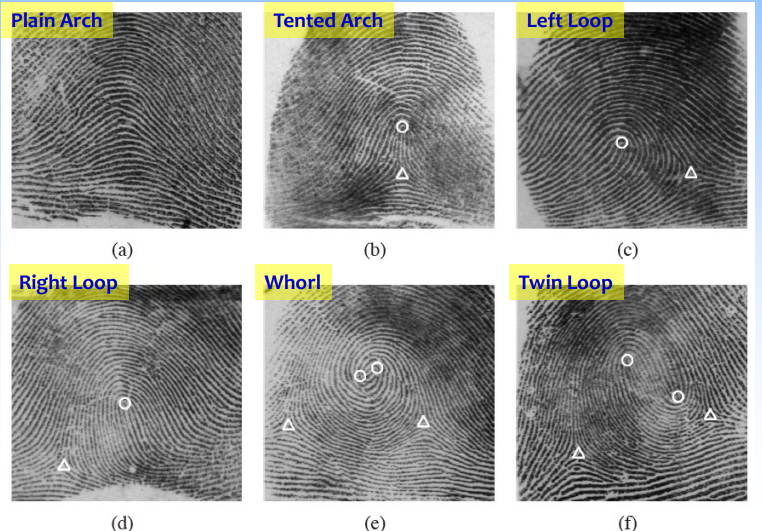 Plain Arch
Tented Arch
Left Loop
(a)
(b)
(c)
Right Loop
Whorl
Twin Loop
(d)
(e)
(f)